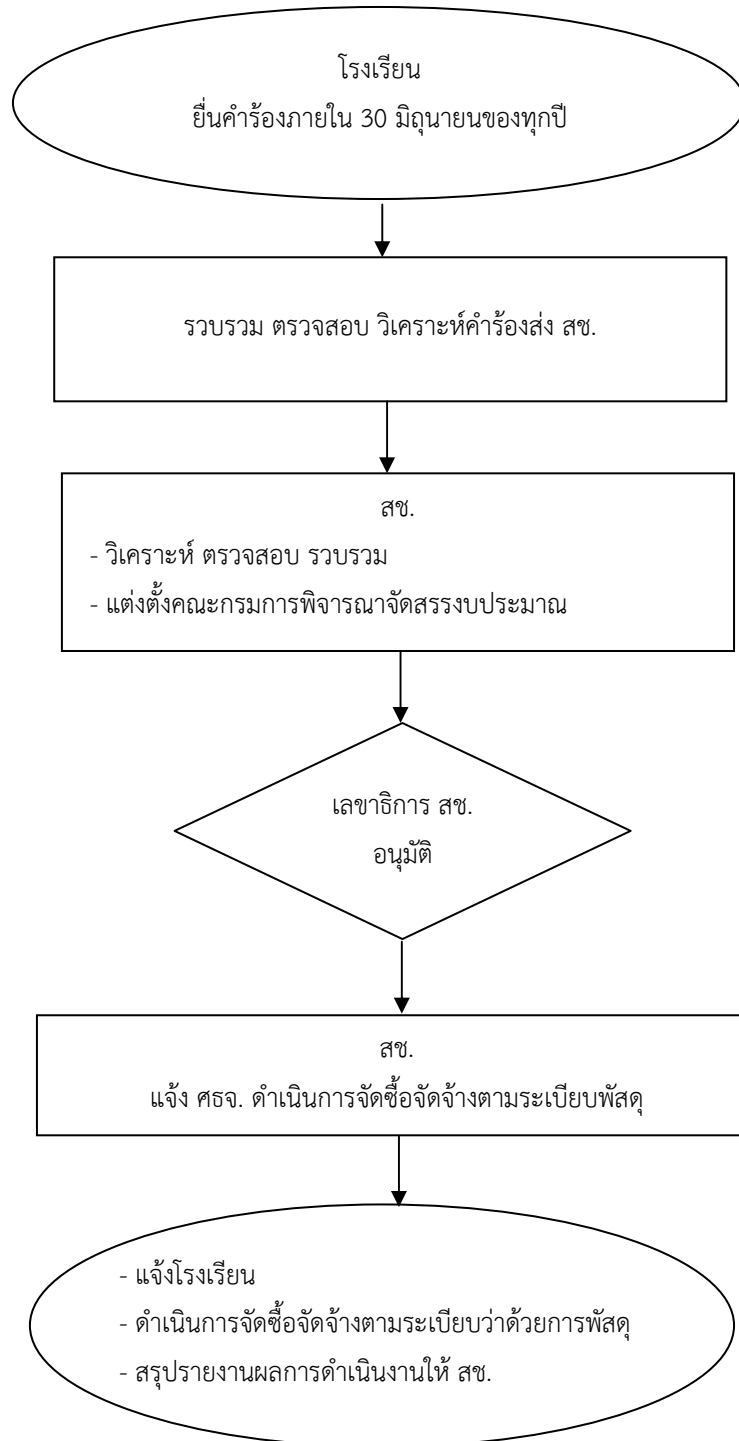 โรงเรียน
ยื่นคำร้องภายใน 30 มิถุนายนของทุกปี
รวบรวม ตรวจสอบ วิเคราะห์คำร้องส่ง สช.
สช.
- วิเคราะห์ ตรวจสอบ รวบรวม
- แต่งตั้งคณะกรมการพิจารณาจัดสรรงบประมาณ
เลขาธิการ สช.
อนุมัติ
สช.
แจ้ง ศธจ. ดำเนินการจัดซื้อจัดจ้างตามระเบียบพัสดุ
- แจ้งโรงเรียน
- ดำเนินการจัดซื้อจัดจ้างตามระเบียบว่าด้วยการพัสดุ
- สรุปรายงานผลการดำเนินงานให้ สช.